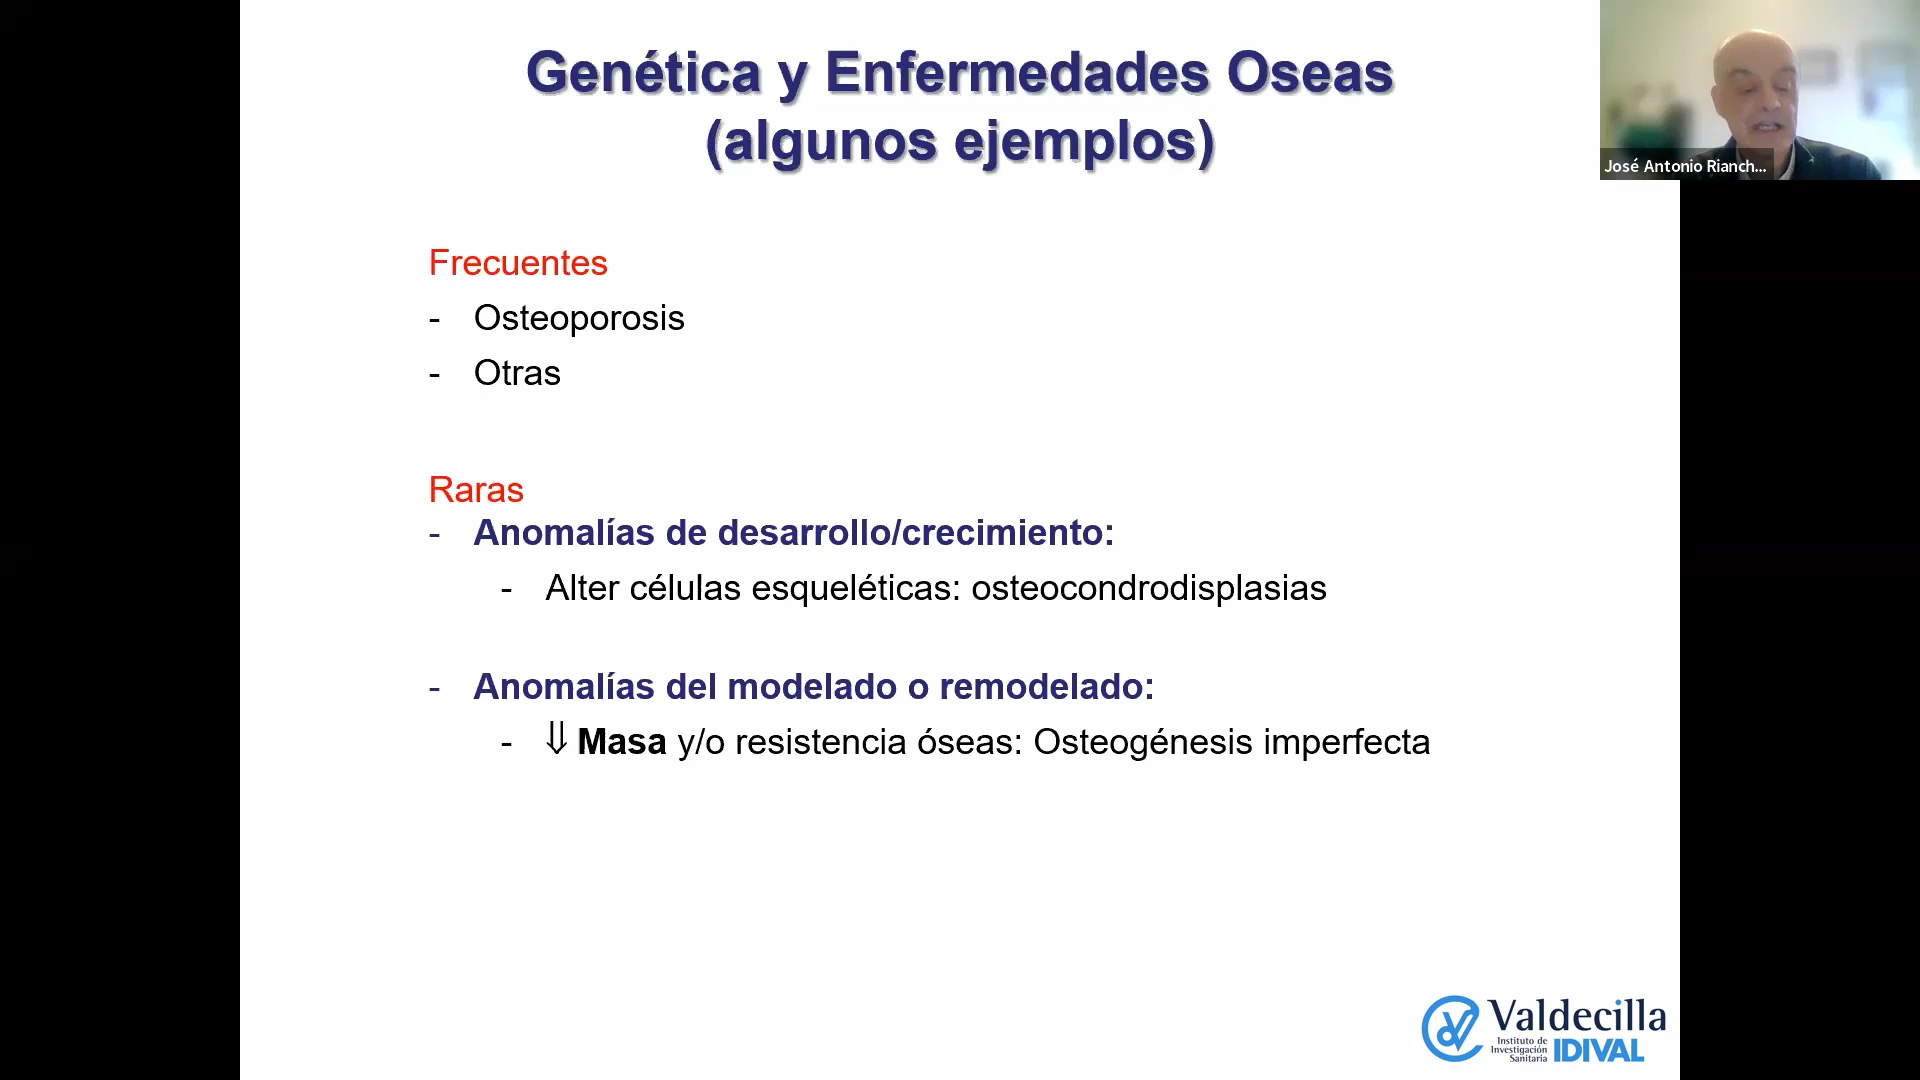 Genética y Enfermedades Oseas
(algunos ejemplos)
José Antonio Rianch...
Frecuentes
- Osteoporosis
- Otras
Raras
- Anomalías de desarrollo/crecimiento:
- Alter células esqueléticas: osteocondrodisplasias
- Anomalías del modelado o remodelado:
- ⇓ Masa y/o resistencia óseas: Osteogénesis imperfecta
Valdecilla
Instituto de
Investigación
Sanitaria
IDIVAL